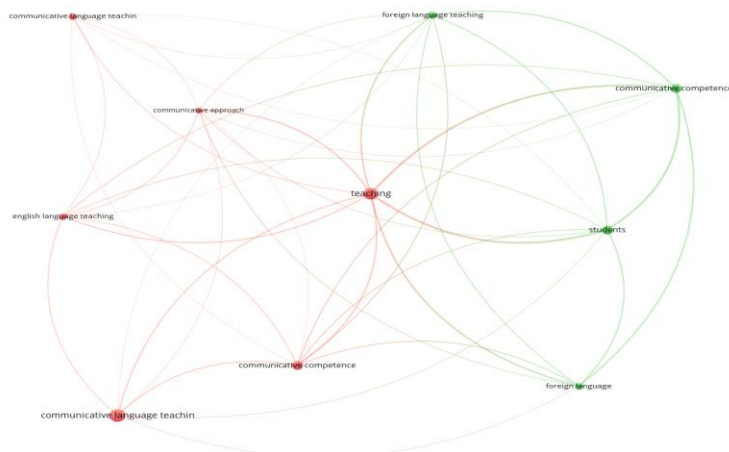 communicative language teachin
foreign language teaching
communicative competence
communicative approach
teaching
english language teaching
students
communicative competence
foreign language
communicative language teachin